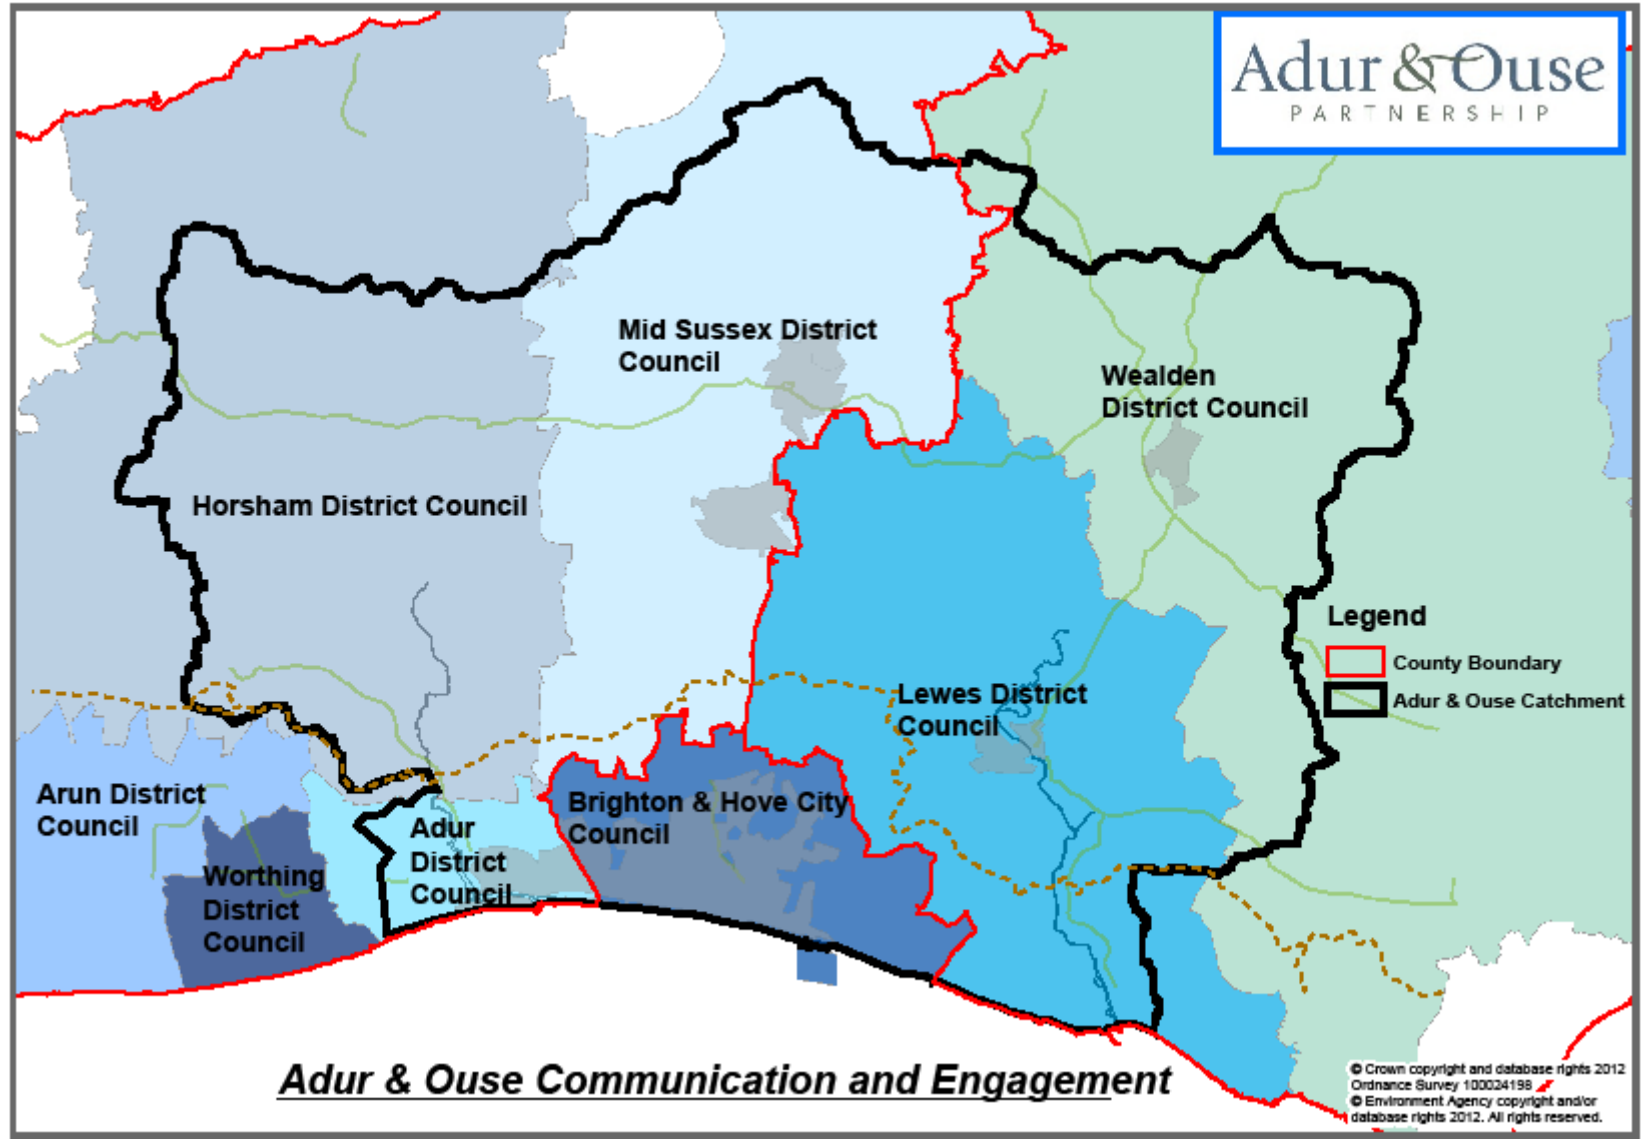 Adur & Ouse
PARTNERSHIP
Mid Sussex District
Council
Wealden
District Council
Horsham District Council
Legend
County Boundary
Adur & Ouse Catchment
Lewes District
Council
Arun District
Council
Brighton & Hove City
Council
Adur
District
Council
Worthing
District
Council
Adur & Ouse Communication and Engagement
© Crown copyright and database rights 2012
Ordnance Survey 100024198
© Environment Agency copyright and/or
database rights 2012. All rights reserved.